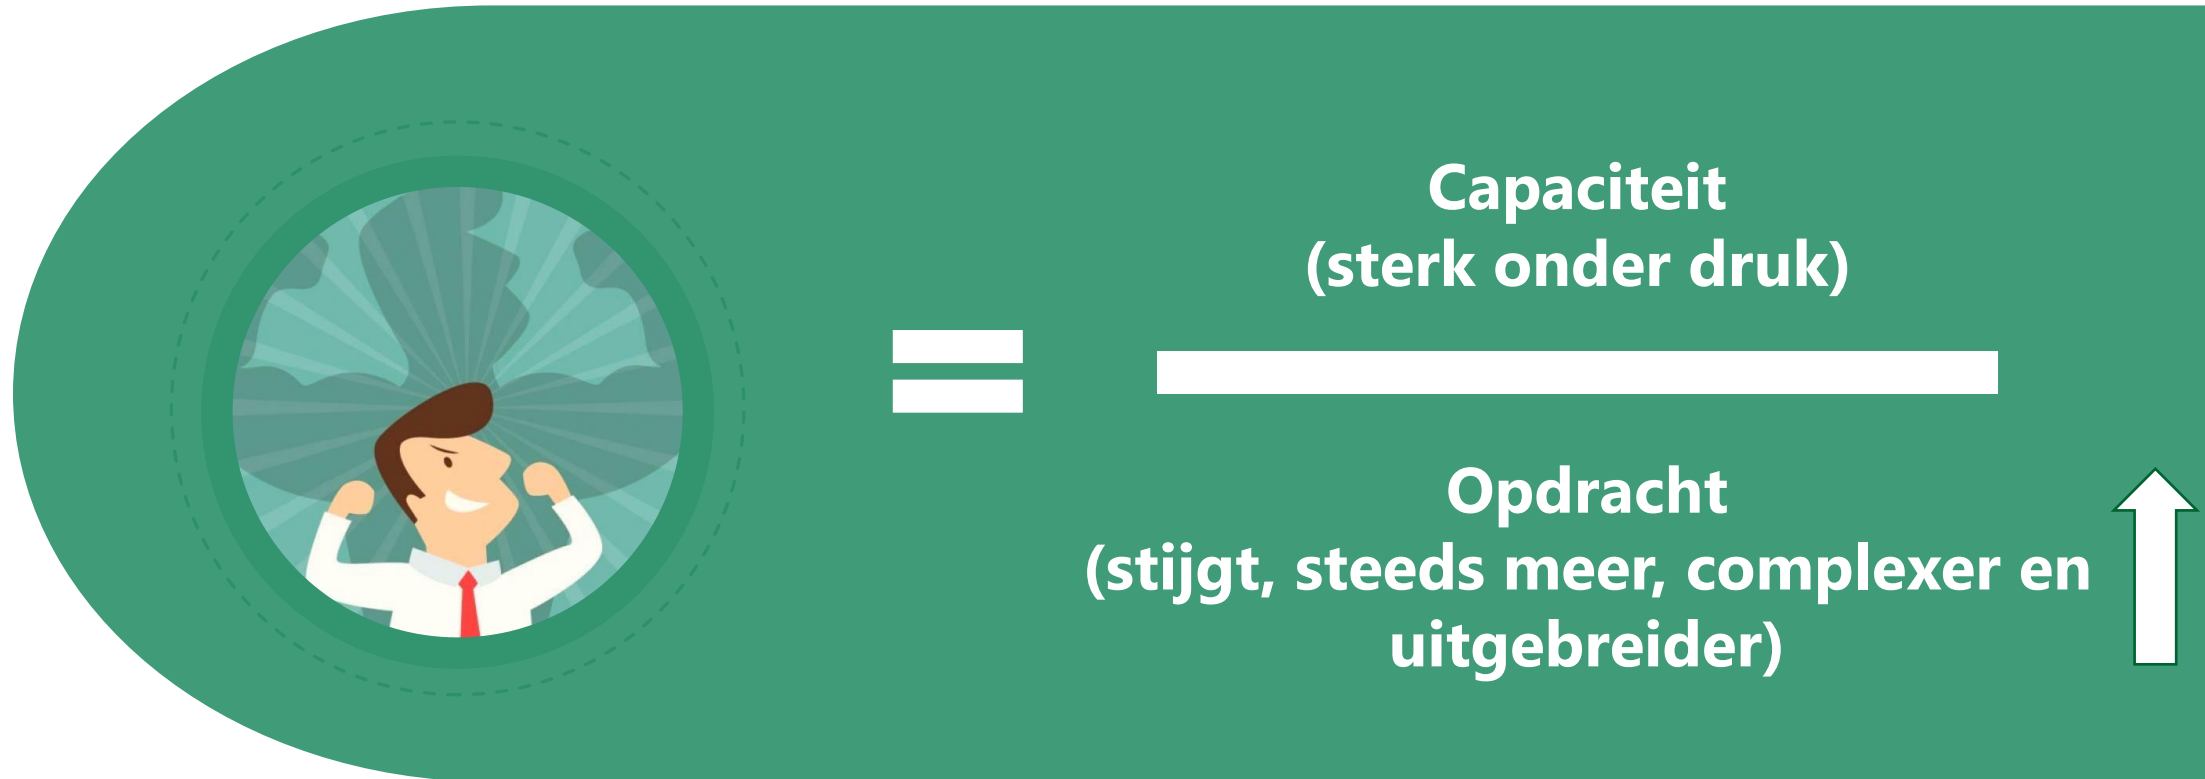 Capaciteit
(sterk onder druk)
=
Opdracht
(stijgt, steeds meer, complexer en
uitgebreider)